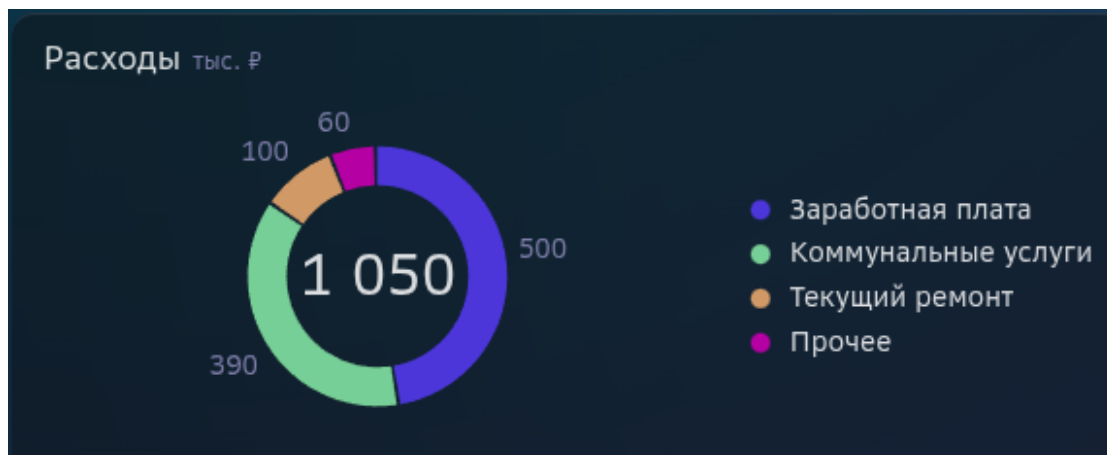 Расходы тыс. ₽
60
100
500
1 050
390
Заработная плата
Коммунальные услуги
Текущий ремонт
Прочее